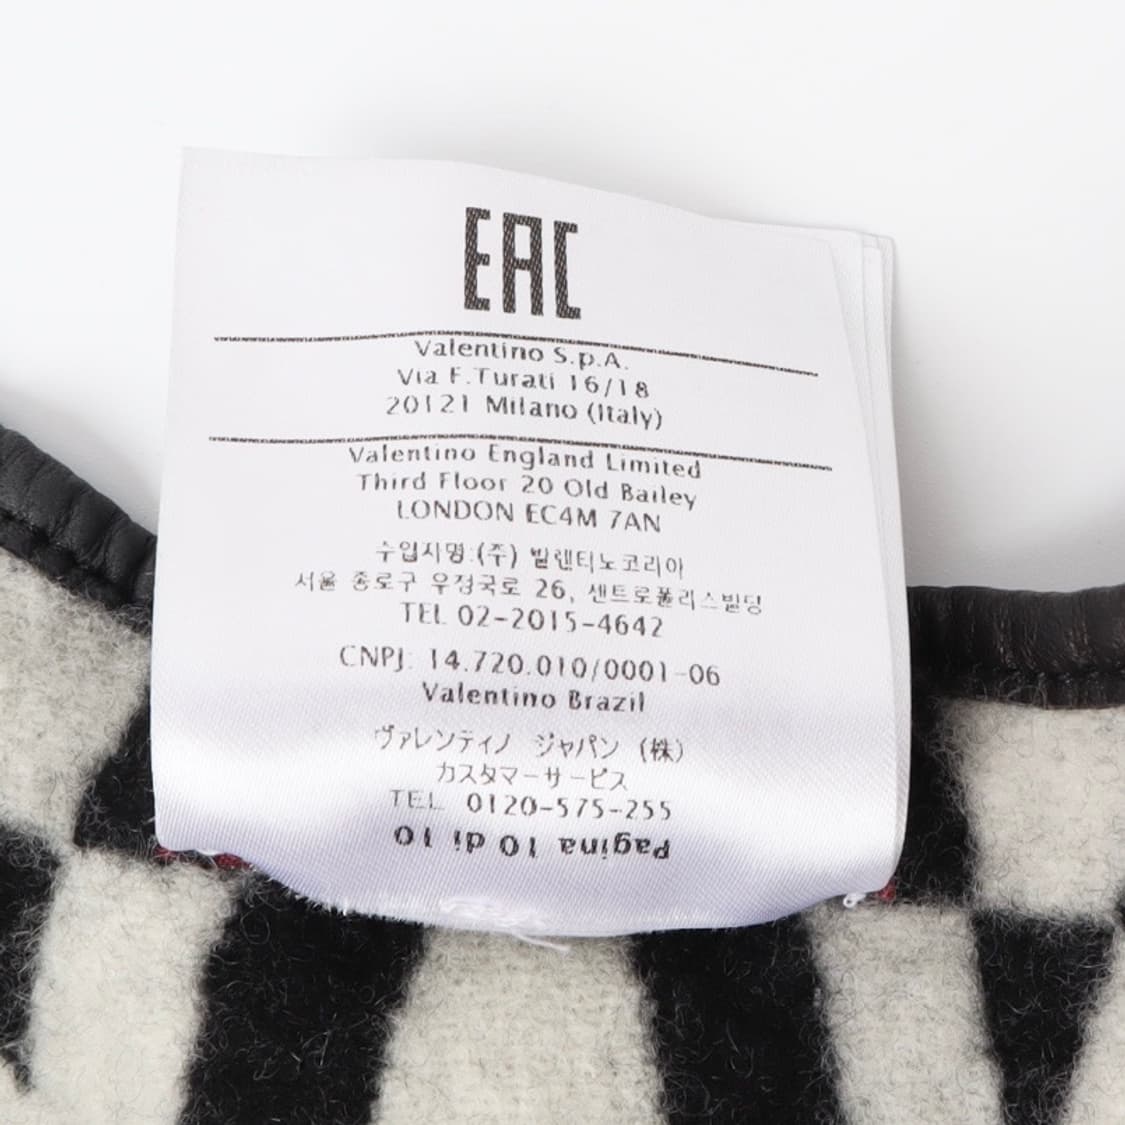 EAC
Valentino S.p.A.
Via F.Turati 16/18
20121 Milano (Italy)
Valentino England Limited
Third Floor 20 Old Bailey
LONDON EC4M 7AN
수입자명:(주) 발렌티노코리아
서울 종로구 우정국로 26, 센트로폴리스빌딩
TEL 02-2015-4642
CNPJ: 14.720.010/0001-06
Valentino Brazil
ヴァレンティノ ジャパン (株)
カスタマーサービス
TEL 0120-575-255
Pagina 10 di 10